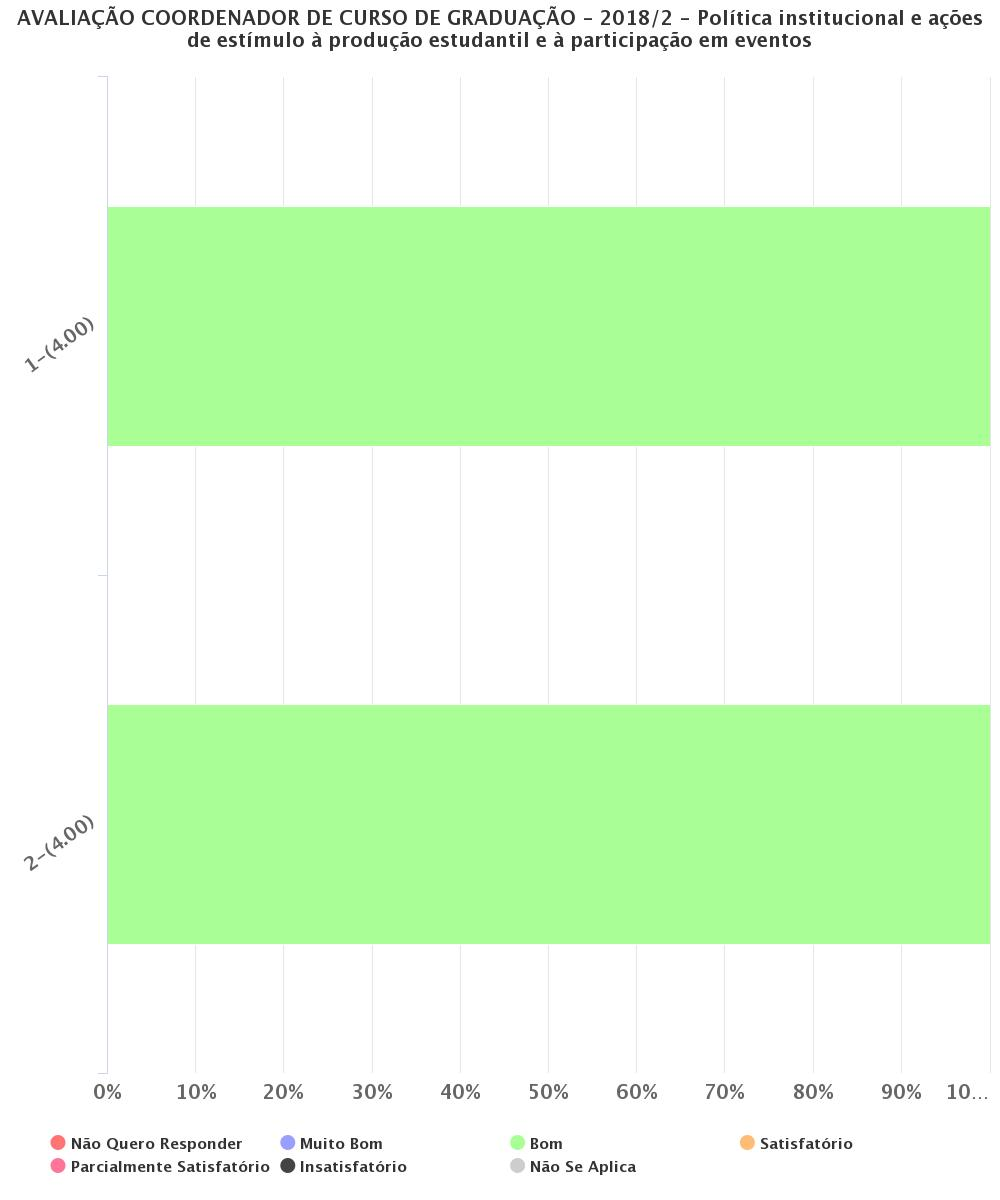 AVALIAÇÃO COORDENADOR DE CURSO DE GRADUAÇÃO - 2018/2 - Política institucional e ações
de estímulo à produção estudantil e à participação em eventos
1-(4.00)
2-(4.00)
0% 10% 20% 30% 40% 50% 60% 70% 80% 90% 10...
Não Quero Responder Muito Bom Bom Satisfatório
Parcialmente Satisfatório Insatisfatório Não Se Aplica